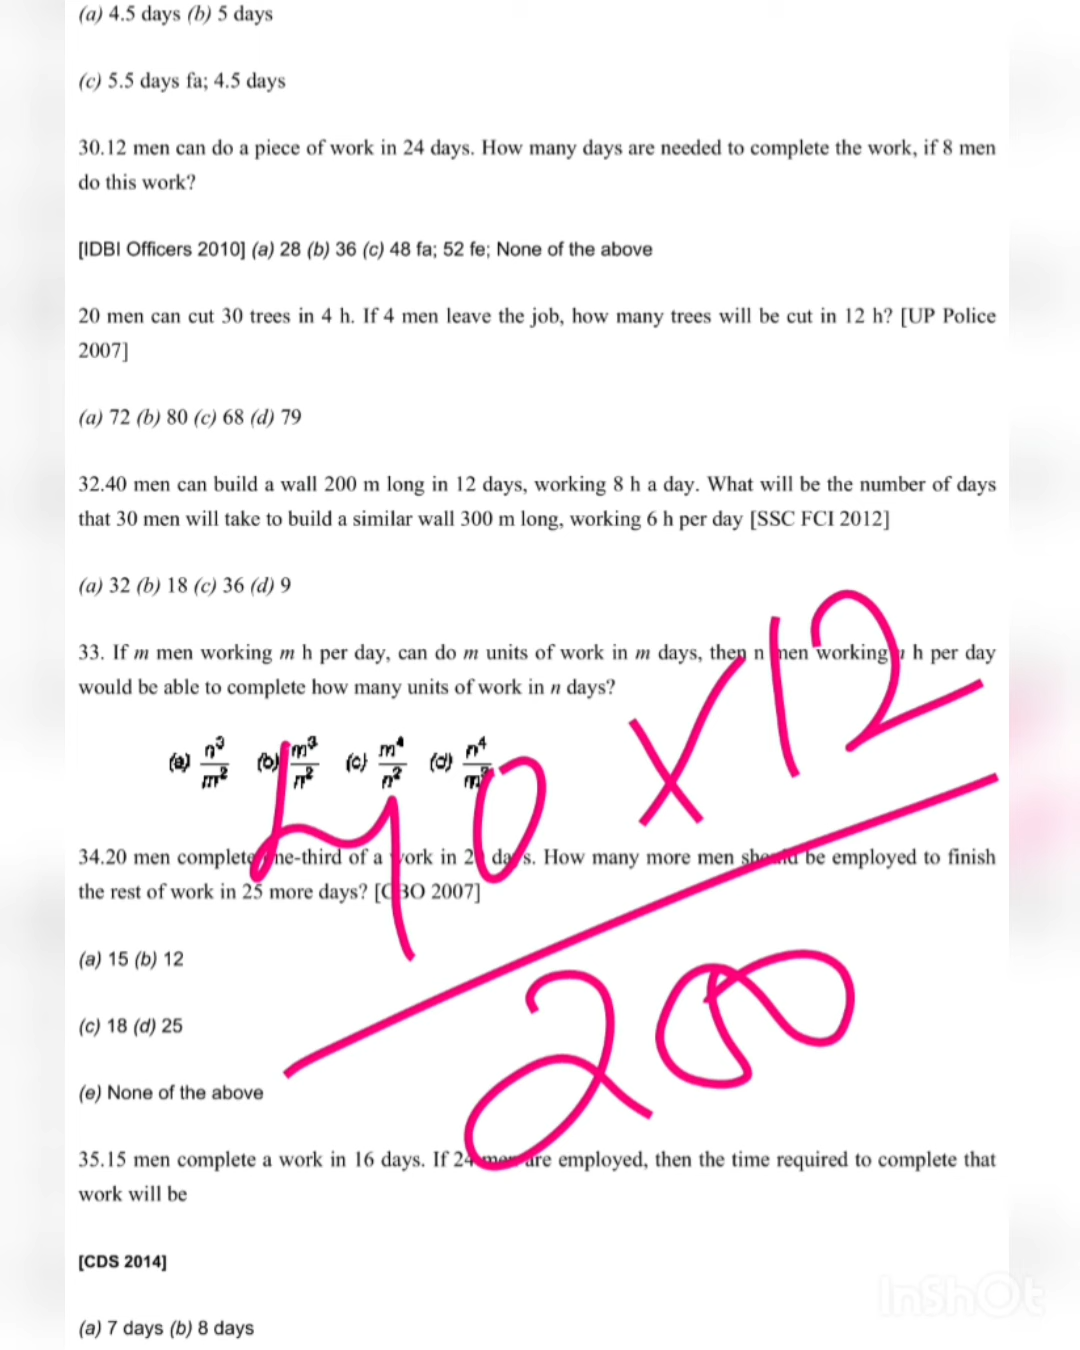 (a) 4.5 days (b) 5 days
(c) 5.5 days fa; 4.5 days
30.12 men can do a piece of work in 24 days. How many days are needed to complete the work, if 8 men
do this work?
[IDBI Officers 2010] (a) 28 (b) 36 (c) 48 fa; 52 fe; None of the above
20 men can cut 30 trees in 4 h. If 4 men leave the job, how many trees will be cut in 12 h? [UP Police
2007]
(a) 72 (b) 80 (c) 68 (d) 79
32.40 men can build a wall 200 m long in 12 days, working 8 h a day. What will be the number of days
that 30 men will take to build a similar wall 300 m long, working 6 h per day [SSC FCI 2012]
(a) 32 (b) 18 (c) 36 (d) 9
33. If m men working m h per day, can do m units of work in m days, then n men working h per day
would be able to complete how many units of work in n days?
(a) n³/m² (b) m³/n² (c) m⁴/n² (d) n⁴
40 × 12
34.20 men complete one-third of a work in 20 days. How many more men should be employed to finish
the rest of work in 25 more days? [CBO 2007]
(a) 15 (b) 12
200
(c) 18 (d) 25
(e) None of the above
35.15 men complete a work in 16 days. If 24 men are employed, then the time required to complete that
work will be
[CDS 2014]
InShOt
(a) 7 days (b) 8 days